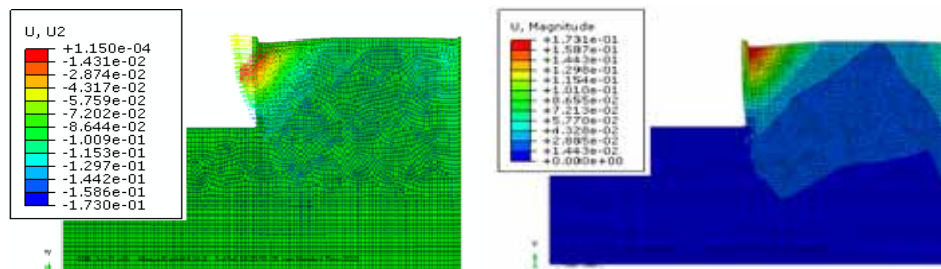 U, U2
+1.150e-04
-1.431e-02
-2.874e-02
-4.317e-02
-5.759e-02
-7.202e-02
-8.644e-02
-1.009e-01
-1.153e-01
-1.297e-01
-1.442e-01
-1.586e-01
-1.730e-01
U, Magnitude
+1.731e-01
+1.587e-01
+1.443e-01
+1.298e-01
+1.154e-01
+1.010e-01
+8.655e-02
+7.213e-02
+5.770e-02
+4.328e-02
+2.885e-02
+1.443e-02
+0.000e+00